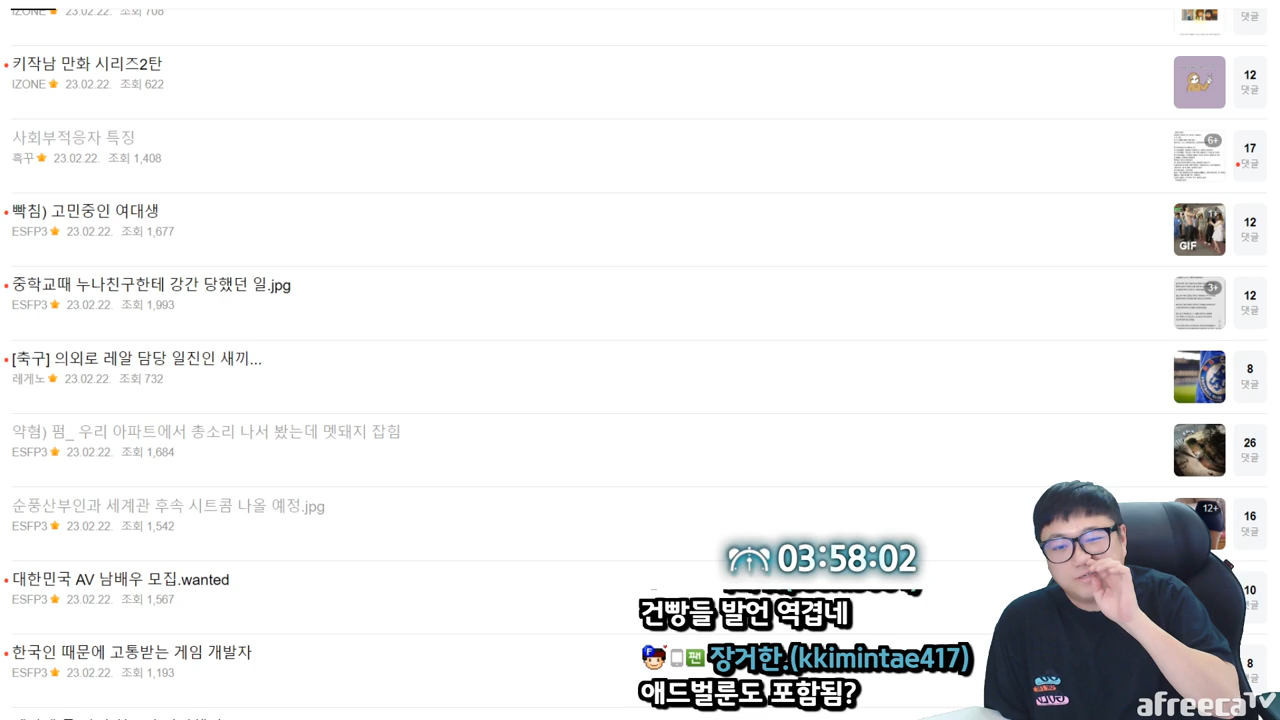 IZONE 23.02.22. 조회 708
댓글
키작남 만화 시리즈2탄
IZONE 23.02.22. 조회 622
12
댓글
사회부적응자 특징
흑꾸 23.02.22. 조회 1,408
6+
17
댓글
빡침) 고민중인 여대생
ESFP3 23.02.22. 조회 1,677
1+
GIF
12
댓글
중학교때 누나친구한테 강간 당했던 일.jpg
ESFP3 23.02.22. 조회 1,993
3+
12
댓글
[축구] 의외로 레알 담당 일진인 새끼...
레게노 23.02.22. 조회 732
8
댓글
약혐) 펌_ 우리 아파트에서 총소리 나서 봤는데 멧돼지 잡힘
ESFP3 23.02.22. 조회 1,684
26
댓글
순풍산부인과 세계관 후속 시트콤 나올 예정.jpg
ESFP3 23.02.22. 조회 1,542
12+
16
댓글
03:58:02
대한민국 AV 남배우 모집.wanted
ESFP3 23.02.22. 조회 1,567
10
댓글
건빵들 발언 역겹네
한국인 때문에 고통받는 게임 개발자
ESFP3 23.02.22. 조회 1,193
8
댓글
F 팬 장거한.(kkimintae417)
애드벌룬도 포함됨?
afreecaTV